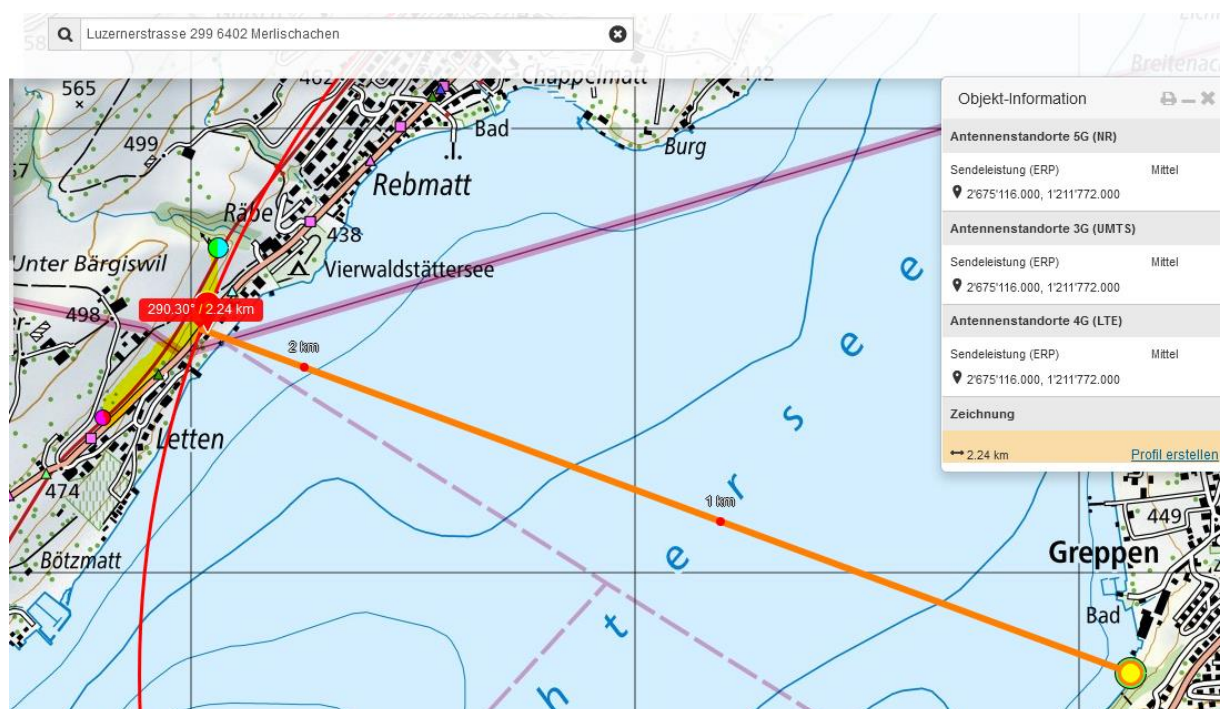 Luzernerstrasse 299 6402 Merlischachen
Breitenac
Chappelmatt
442
462
565
499
Bad
Burg
Rebmatt
Räbe
438
Vierwaldstättersee
Unter Bärgiswil
498
290.30° / 2.24 km
2 km
1 km
Letten
474
Bötzmatt
h t e r s e e
Greppen
449
Bad
Objekt-Information
Antennenstandorte 5G (NR)
Sendeleistung (ERP) Mittel
2'675'116.000, 1'211'772.000
Antennenstandorte 3G (UMTS)
Sendeleistung (ERP) Mittel
2'675'116.000, 1'211'772.000
Antennenstandorte 4G (LTE)
Sendeleistung (ERP) Mittel
2'675'116.000, 1'211'772.000
Zeichnung
2.24 km Profil erstellen